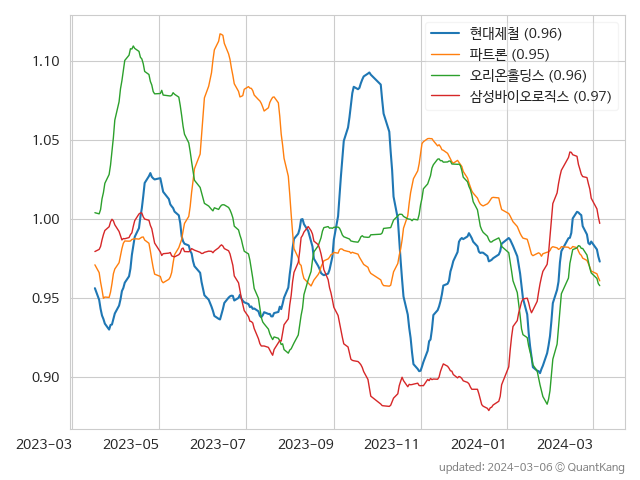 현대제철 (0.96)
파트론 (0.95)
오리온홀딩스 (0.96)
삼성바이오로직스 (0.97)
1.10
1.05
1.00
0.95
0.90
2023-03 2023-05 2023-07 2023-09 2023-11 2024-01 2024-03
updated: 2024-03-06 © QuantKang